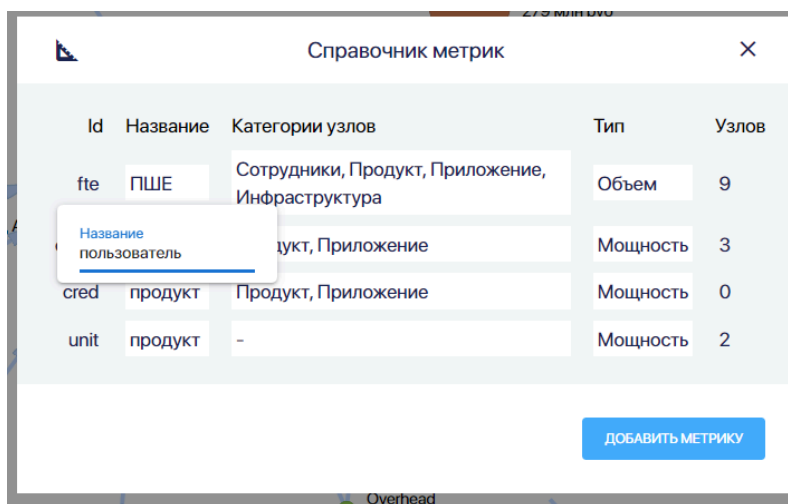 279 млн руб
Справочник метрик
Id Название Категории узлов Тип Узлов
fte ПШЕ Сотрудники, Продукт, Приложение, Инфраструктура Объем 9
Название
пользователь
Приложение Мощность 3
cred продукт Продукт, Приложение Мощность 0
unit продукт - Мощность 2
ДОБАВИТЬ МЕТРИКУ
Overhead